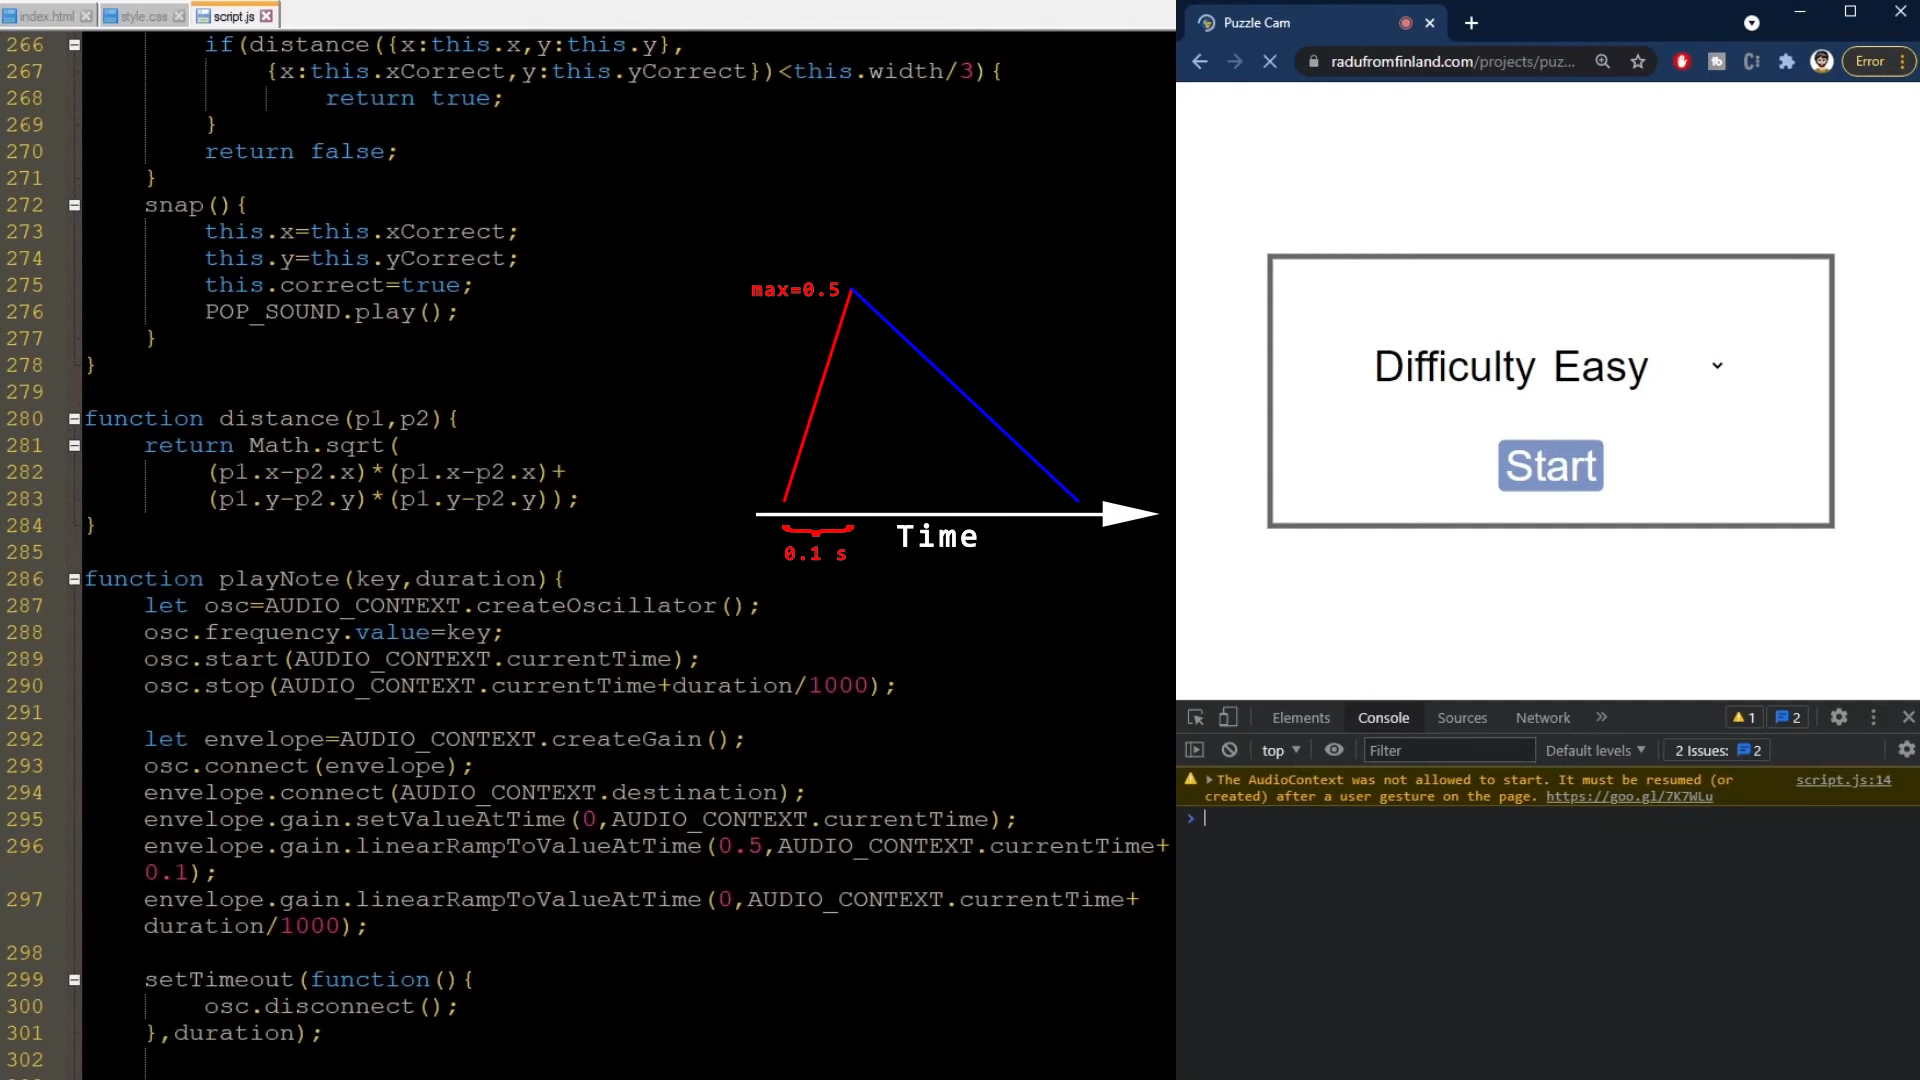 index.html
style.css
script.js
266 if(distance({x:this.x,y:this.y},
267 {x:this.xCorrect,y:this.yCorrect})<this.width/3){
268 return true;
269 }
270 return false;
271 }
272 snap(){
273 this.x=this.xCorrect;
274 this.y=this.yCorrect;
275 this.correct=true;
276 POP_SOUND.play();
277 }
278 }
279
280 function distance(p1,p2){
281 return Math.sqrt(
282 (p1.x-p2.x)*(p1.x-p2.x)+
283 (p1.y-p2.y)*(p1.y-p2.y));
284 }
285
286 function playNote(key,duration){
287 let osc=AUDIO_CONTEXT.createOscillator();
288 osc.frequency.value=key;
289 osc.start(AUDIO_CONTEXT.currentTime);
290 osc.stop(AUDIO_CONTEXT.currentTime+duration/1000);
291
292 let envelope=AUDIO_CONTEXT.createGain();
293 osc.connect(envelope);
294 envelope.connect(AUDIO_CONTEXT.destination);
295 envelope.gain.setValueAtTime(0,AUDIO_CONTEXT.currentTime);
296 envelope.gain.linearRampToValueAtTime(0.5,AUDIO_CONTEXT.currentTime+
0.1);
297 envelope.gain.linearRampToValueAtTime(0,AUDIO_CONTEXT.currentTime+
duration/1000);
298
299 setTimeout(function(){
300 osc.disconnect();
301 },duration);
302
max=0.5
Time
0.1 s
Puzzle Cam
radufromfinland.com/projects/puz...
Error
Difficulty Easy
Start
Elements Console Sources Network » 1 2
top Filter Default levels 2 Issues: 2
The AudioContext was not allowed to start. It must be resumed (or script.js:14
created) after a user gesture on the page. https://goo.gl/7K7WLu